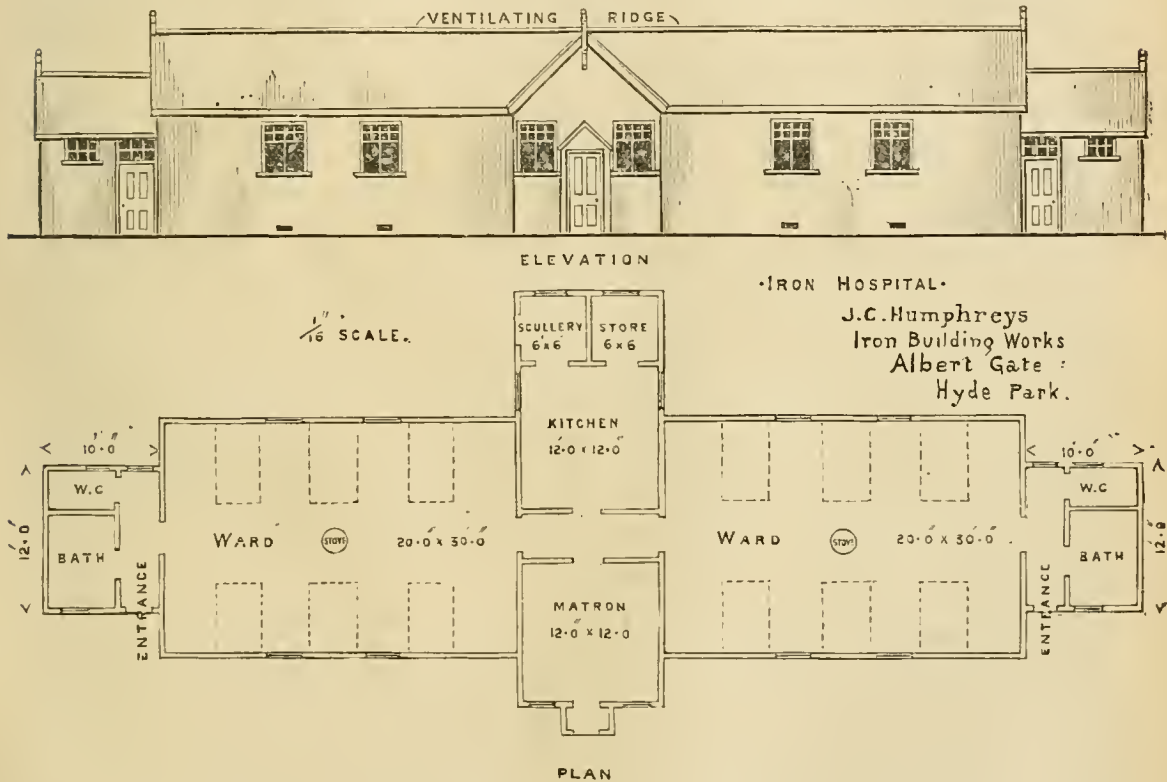 VENTILATING RIDGE
ELEVATION
1/16" SCALE.
·IRON HOSPITAL·
J.C. Humphreys
Iron Building Works
Albert Gate :
Hyde Park.
SCULLERY
6'x6'
STORE
6x6
KITCHEN
12'.0 x 12'.0"
10'.0"
W.C
12'.0"
BATH
ENTRANCE
WARD
STOVE
20'.0" x 30'.0"
MATRON
12'.0" x 12'.0
WARD
STOVE
20'.0" x 30'.0"
10'.0"
W.C
BATH
12'.0"
ENTRANCE
PLAN